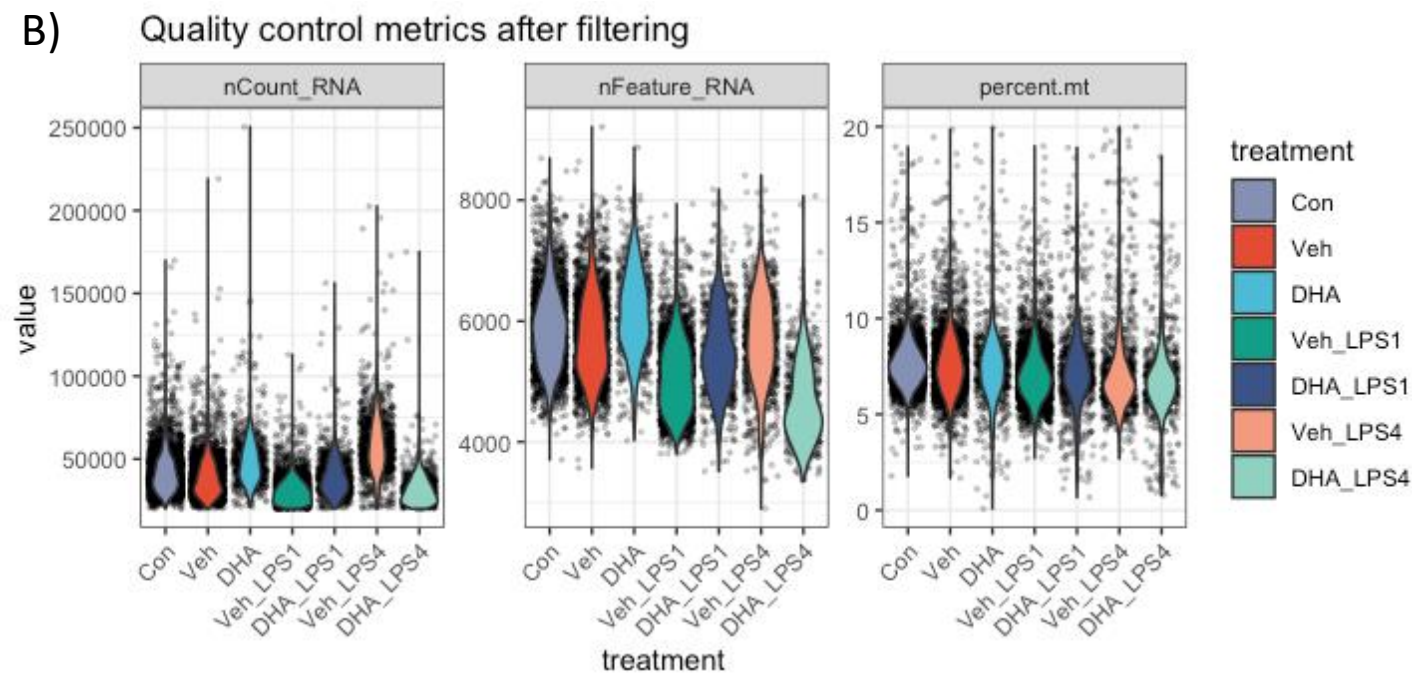 B) Quality control metrics after filtering
nCount_RNA
nFeature_RNA
percent.mt
value
250000
200000
150000
100000
50000
8000
6000
4000
20
15
10
5
0
Con
Veh
DHA
Veh_LPS1
DHA_LPS1
Veh_LPS4
DHA_LPS4
Con
Veh
DHA
Veh_LPS1
DHA_LPS1
Veh_LPS4
DHA_LPS4
Con
Veh
DHA
Veh_LPS1
DHA_LPS1
Veh_LPS4
DHA_LPS4
treatment
treatment
Con
Veh
DHA
Veh_LPS1
DHA_LPS1
Veh_LPS4
DHA_LPS4